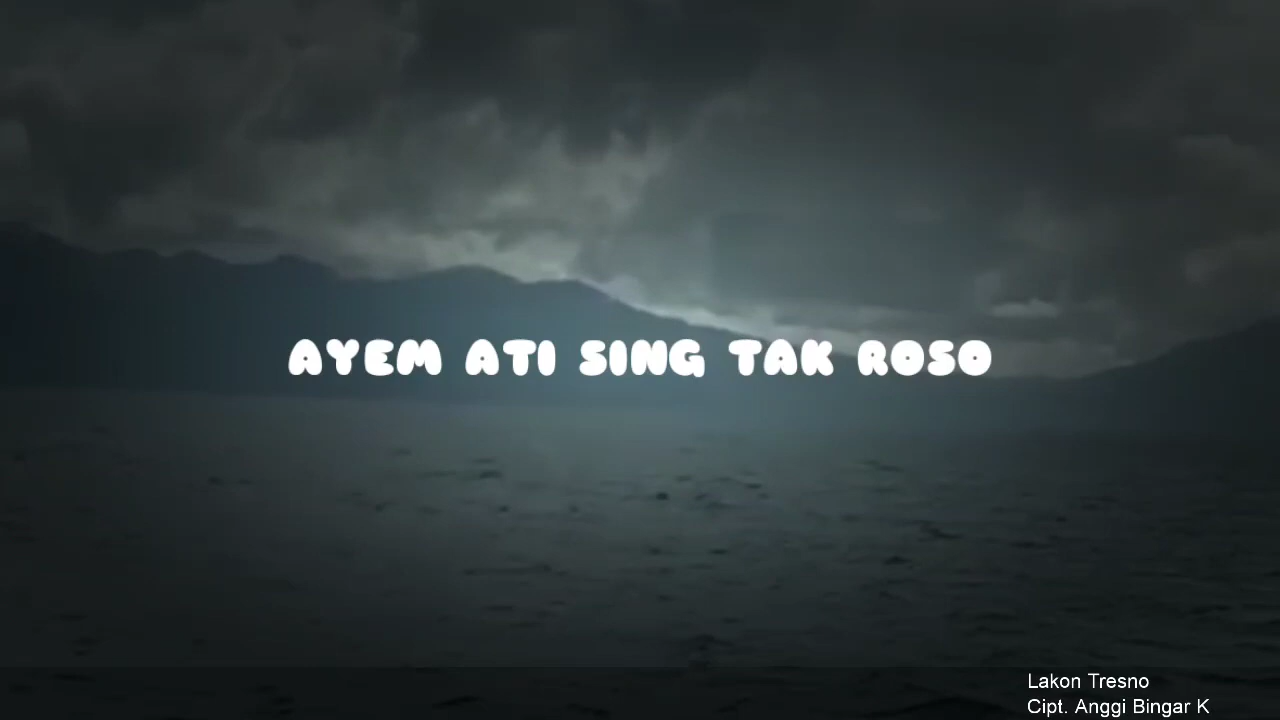 AYEM ATI SING TAK ROSO
Lakon Tresno
Cipt. Anggi Bingar K